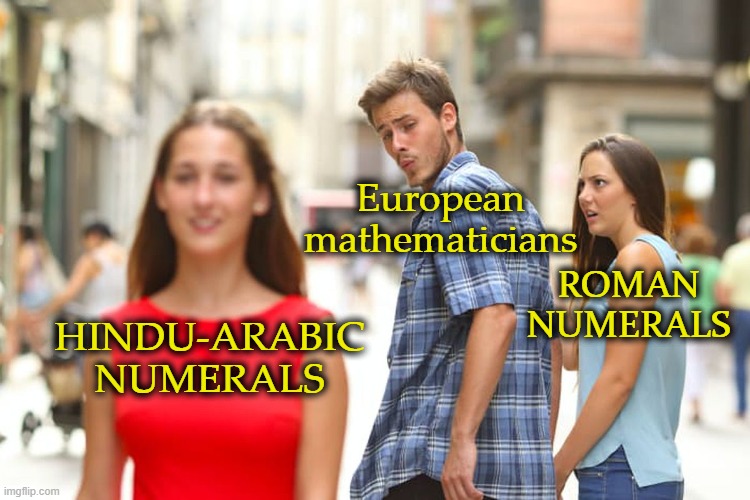 European
mathematicians
ROMAN
NUMERALS
HINDU-ARABIC
NUMERALS
imgflip.com